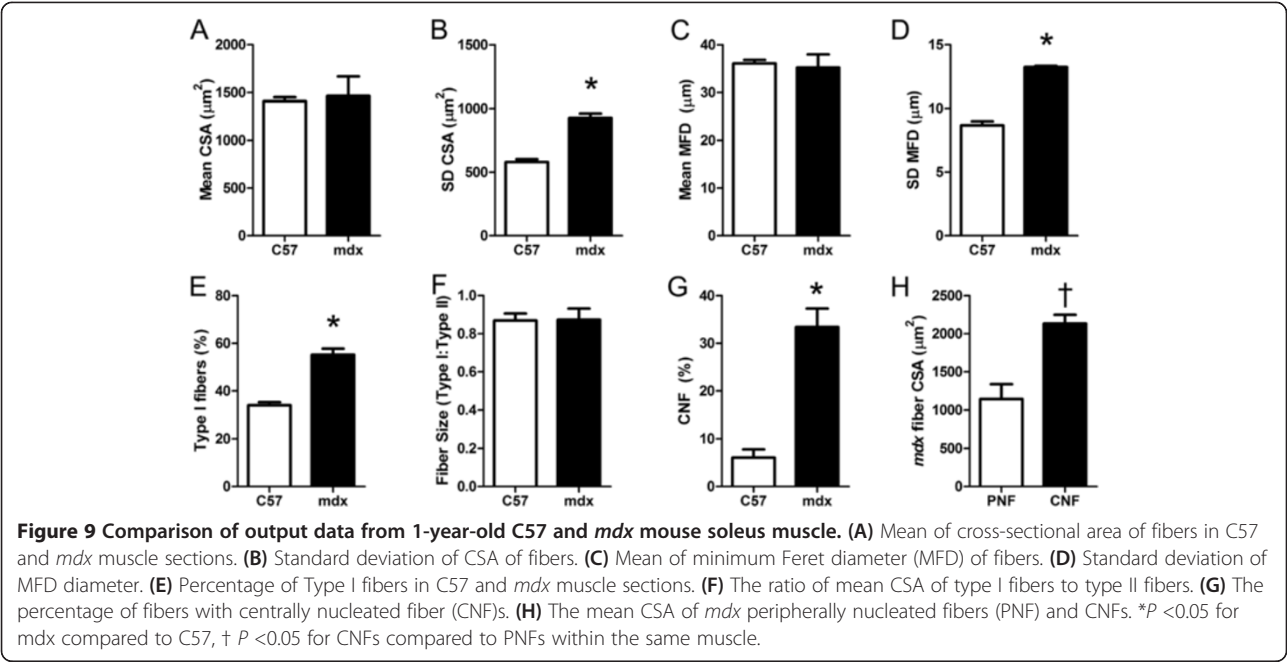 A
B
C
D
Mean CSA (µm²)
2000
1500
1000
500
0
C57 mdx
SD CSA (µm²)
1500
1000
500
0
*
C57 mdx
Mean MFD (µm)
40
30
20
10
0
C57 mdx
SD MFD (µm)
15
10
5
0
*
C57 mdx
E
F
G
H
Type I fibers (%)
80
60
40
20
0
*
C57 mdx
Fiber Size (Type I:Type II)
1.0
0.8
0.6
0.4
0.2
0.0
C57 mdx
CNF (%)
40
30
20
10
0
*
C57 mdx
mdx fiber CSA (µm²)
2500
2000
1500
1000
500
0
†
PNF CNF
Figure 9 Comparison of output data from 1-year-old C57 and mdx mouse soleus muscle. (A) Mean of cross-sectional area of fibers in C57
and mdx muscle sections. (B) Standard deviation of CSA of fibers. (C) Mean of minimum Feret diameter (MFD) of fibers. (D) Standard deviation of
MFD diameter. (E) Percentage of Type I fibers in C57 and mdx muscle sections. (F) The ratio of mean CSA of type I fibers to type II fibers. (G) The
percentage of fibers with centrally nucleated fiber (CNF)s. (H) The mean CSA of mdx peripherally nucleated fibers (PNF) and CNFs. *P <0.05 for
mdx compared to C57, † P <0.05 for CNFs compared to PNFs within the same muscle.